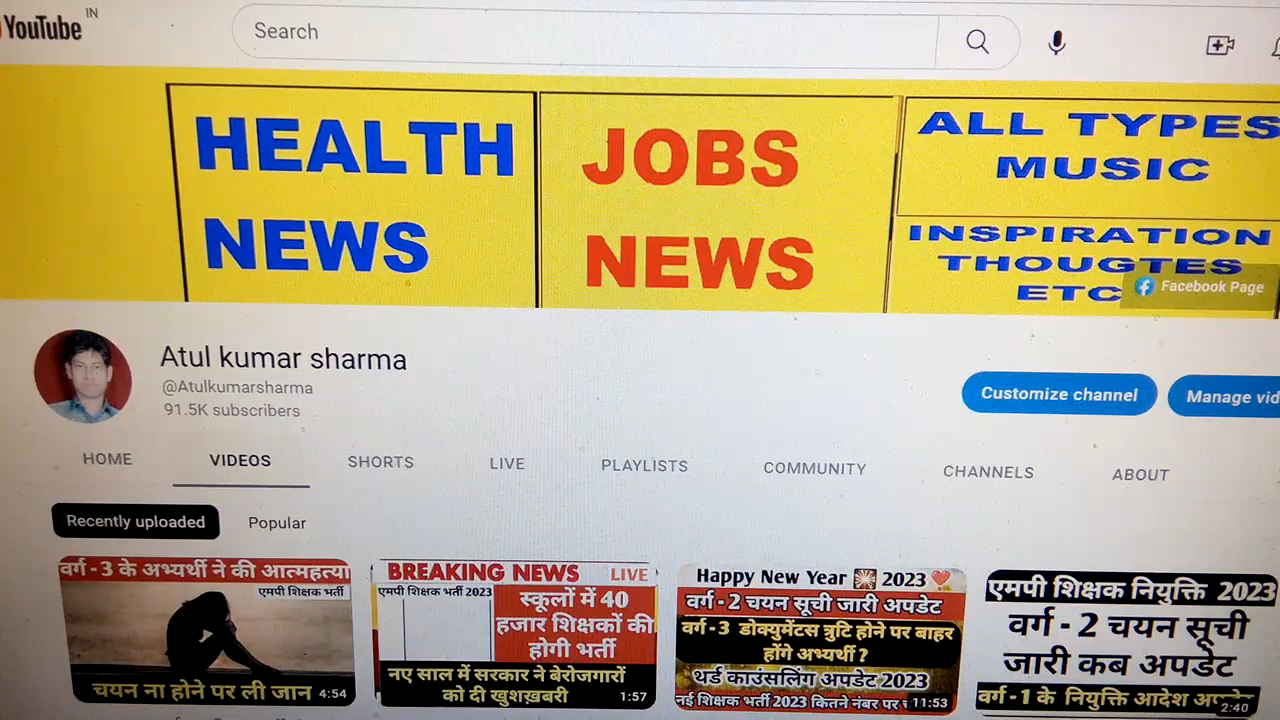 YouTube IN
Search
HEALTH
NEWS
JOBS
NEWS
ALL TYPES
MUSIC
INSPIRATION
THOUGTES
ETC
Facebook Page
Atul kumar sharma
@Atulkumarsharma
91.5K subscribers
Customize channel
Manage vid
HOME
VIDEOS
SHORTS
LIVE
PLAYLISTS
COMMUNITY
CHANNELS
ABOUT
Recently uploaded
Popular
वर्ग - 3 के अभ्यर्थी ने की आत्महत्या
एमपी शिक्षक भर्ती
चयन ना होने पर ली जान
4:54
BREAKING NEWS LIVE
एमपी शिक्षक भर्ती 2023
स्कूलों में 40
हजार शिक्षकों की
होगी भर्ती
नए साल में सरकार ने बेरोजगारों
को दी खुशख़बरी
1:57
Happy New Year 2023
वर्ग - 2 चयन सूची जारी अपडेट
वर्ग -3 डोक्युमेंटस त्रुटि होने पर बाहर
होंगे अभ्यर्थी ?
थर्ड काउंसलिंग अपडेट 2023
नई शिक्षक भर्ती 2023 कितने नंबर पर
11:53
एमपी शिक्षक नियुक्ति 2023
वर्ग - 2 चयन सूची
जारी कब अपडेट
वर्ग -1 के नियुक्ति आदेश
2:40